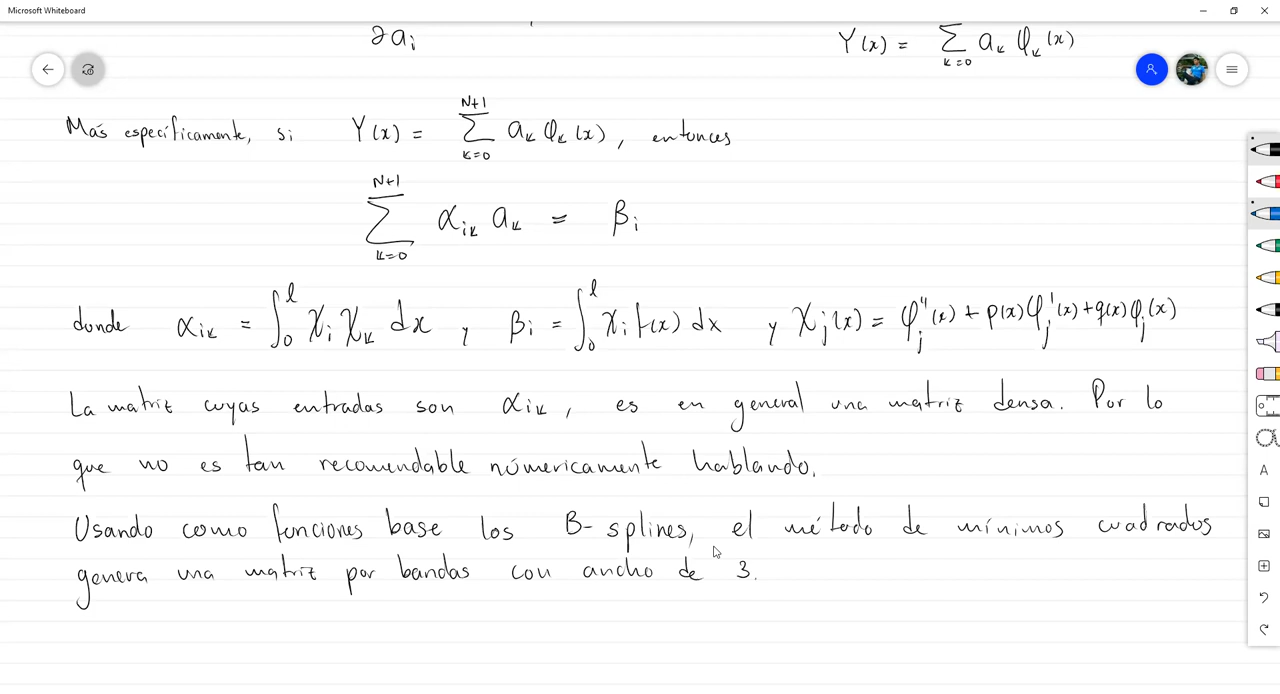 Microsoft Whiteboard
∂a_i
Y(x) = Σ_{k=0} a_k φ_k(x)
Más específicamente, si Y(x) = Σ_{k=0}^{N+1} a_k φ_k(x), entonces
Σ_{k=0}^{N+1} α_{ik} a_k = β_i
donde α_{ik} = ∫_0^l χ_i χ_k dx y β_i = ∫_0^l χ_i f(x) dx y χ_j(x) = φ_j''(x) + p(x)φ_j'(x) + q(x)φ_j(x)
La matriz cuyas entradas son α_{ik}, es en general una matriz densa. Por lo
que no es tan recomendable númericamente hablando.
Usando como funciones base los B-splines, el método de mínimos cuadrados
genera una matriz por bandas con ancho de 3.